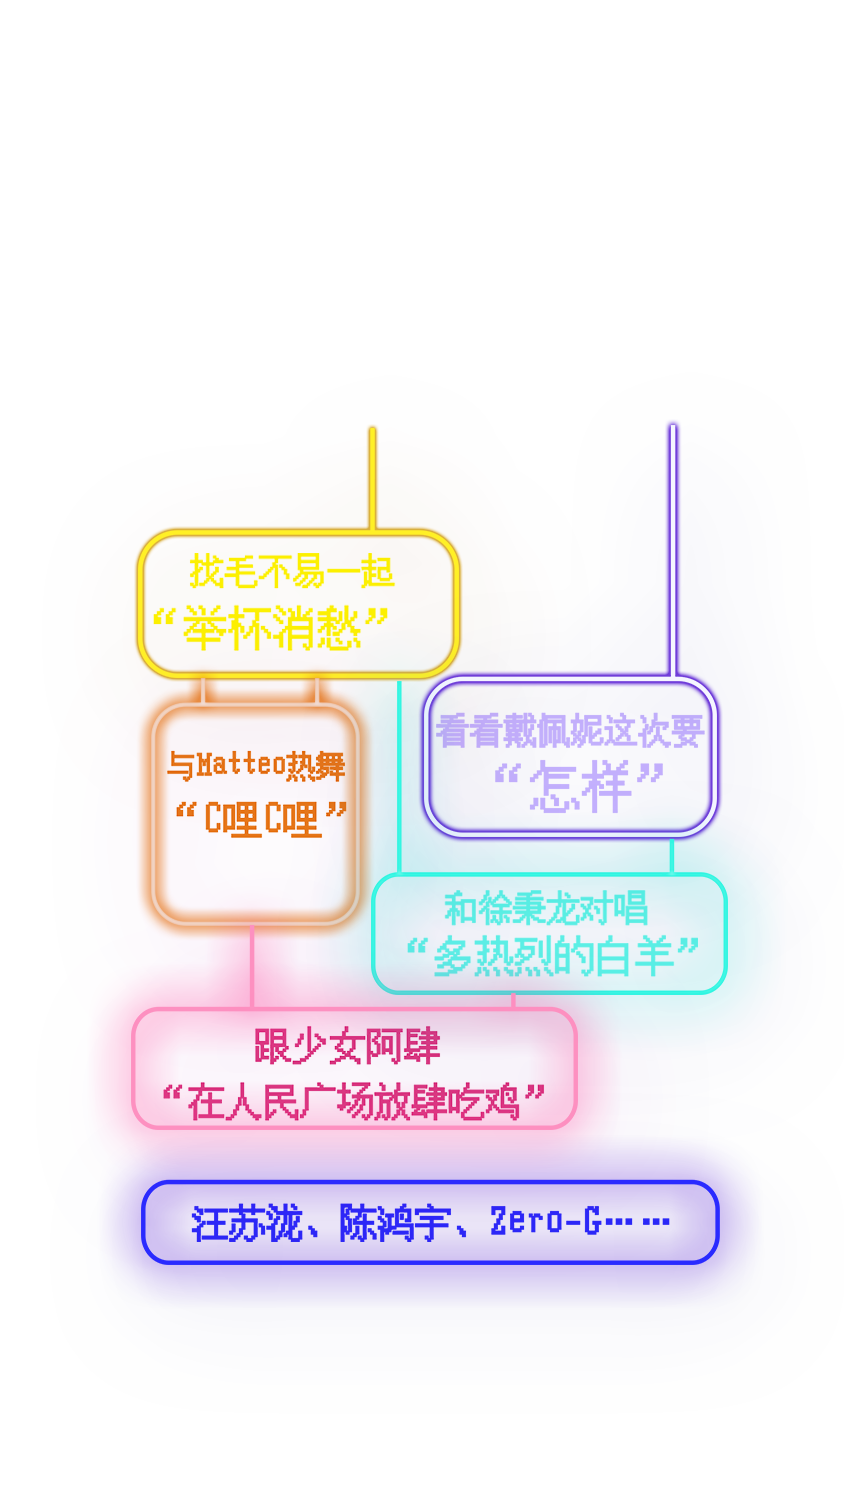 找毛不易一起
“举杯消愁”
看看戴佩妮这次要
“怎样”
与Matteo热舞
“C哩C哩”
和徐秉龙对唱
“多热烈的白羊”
跟少女阿肆
“在人民广场放肆吃鸡”
汪苏泷、陈鸿宇、Zero-G……